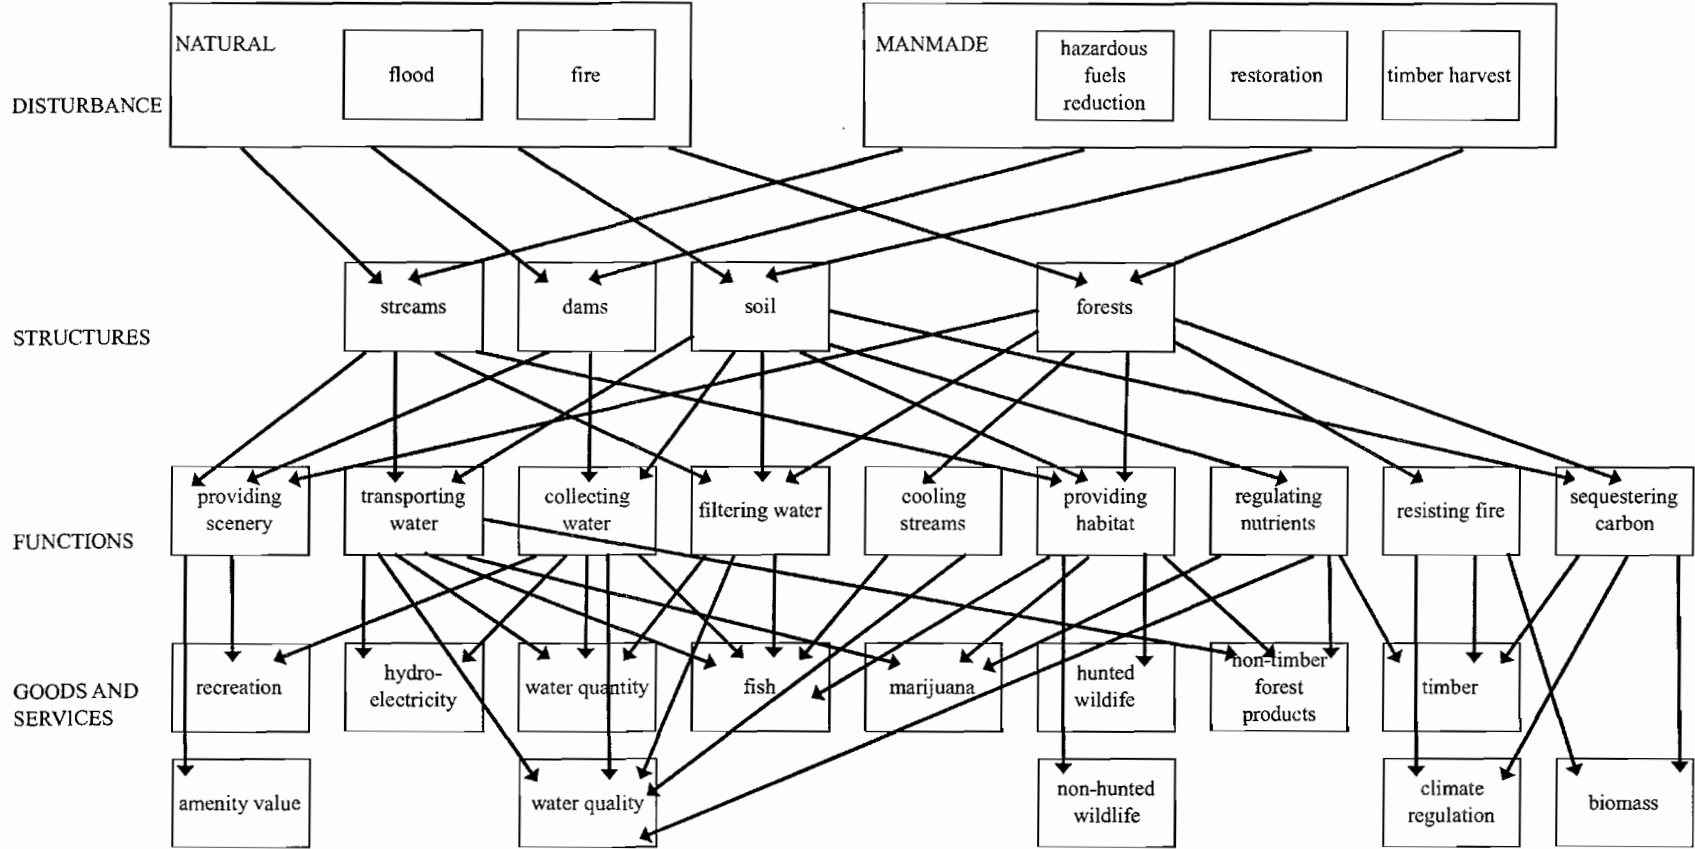 NATURAL
flood
fire
MANMADE
hazardous
fuels
reduction
restoration
timber harvest
DISTURBANCE
streams
dams
soil
forests
STRUCTURES
providing
scenery
transporting
water
collecting
water
filtering water
cooling
streams
providing
habitat
regulating
nutrients
resisting fire
sequestering
carbon
FUNCTIONS
GOODS AND
SERVICES
recreation
hydro-
electricity
water quantity
fish
marijuana
hunted
wildlife
non-timber
forest
products
timber
amenity value
water quality
non-hunted
wildlife
climate
regulation
biomass